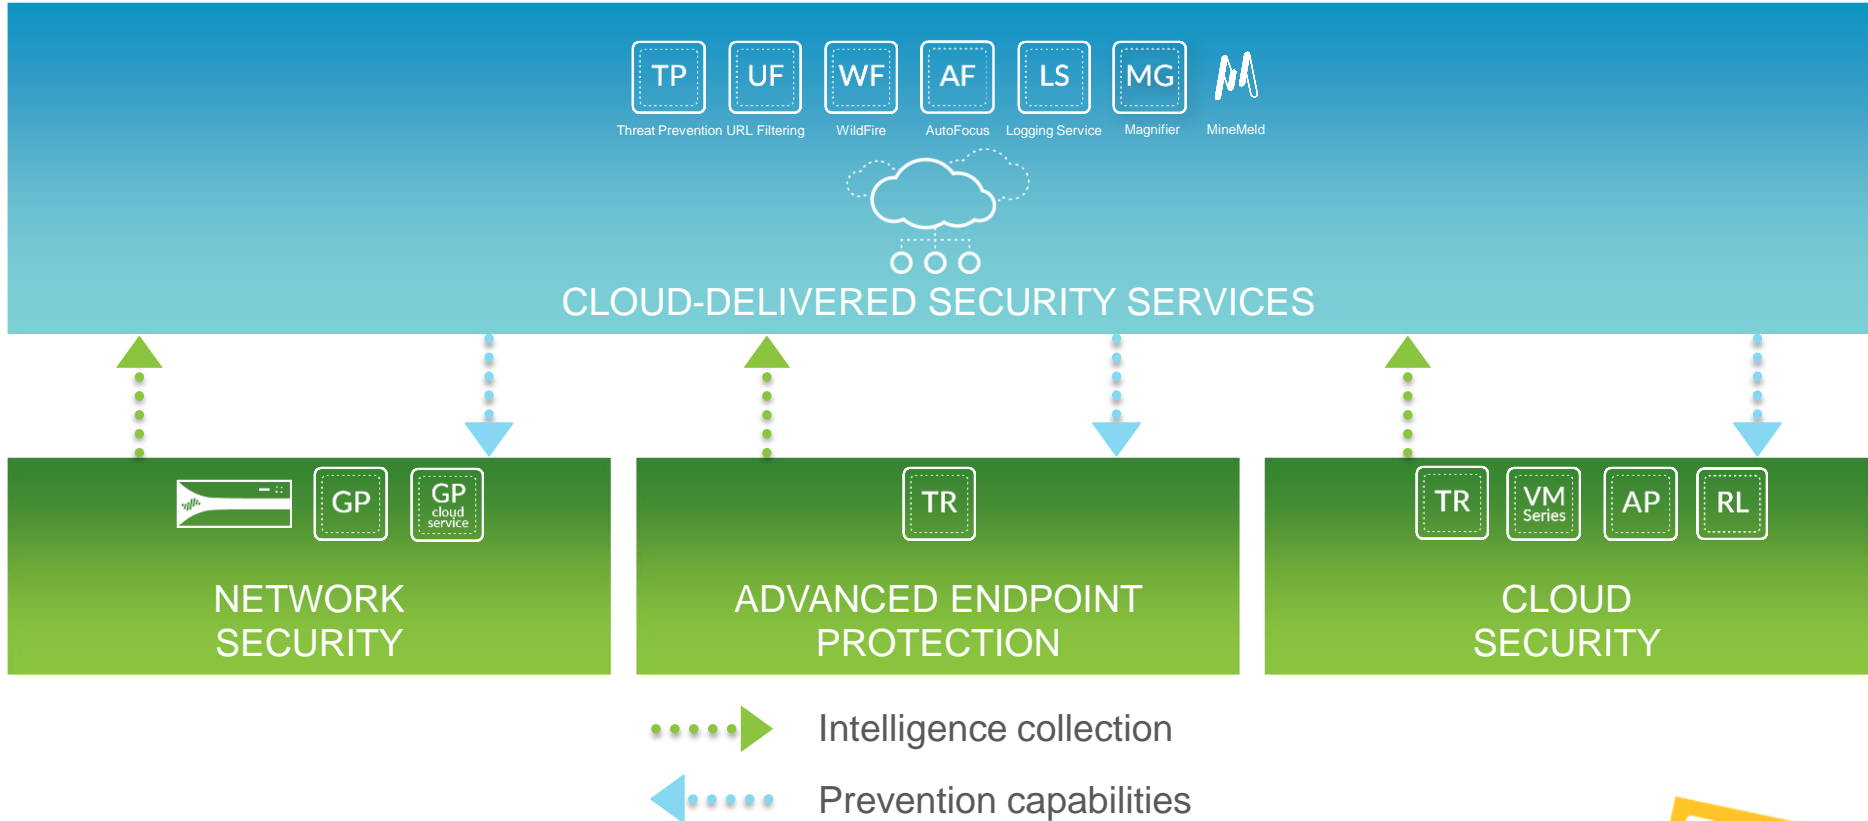 TP UF WF AF LS MG
Threat Prevention URL Filtering WildFire AutoFocus Logging Service Magnifier MineMeld
CLOUD-DELIVERED SECURITY SERVICES
GP
GP
cloud
service
NETWORK
SECURITY
TR
ADVANCED ENDPOINT
PROTECTION
TR
VM
Series
AP
RL
CLOUD
SECURITY
Intelligence collection
Prevention capabilities